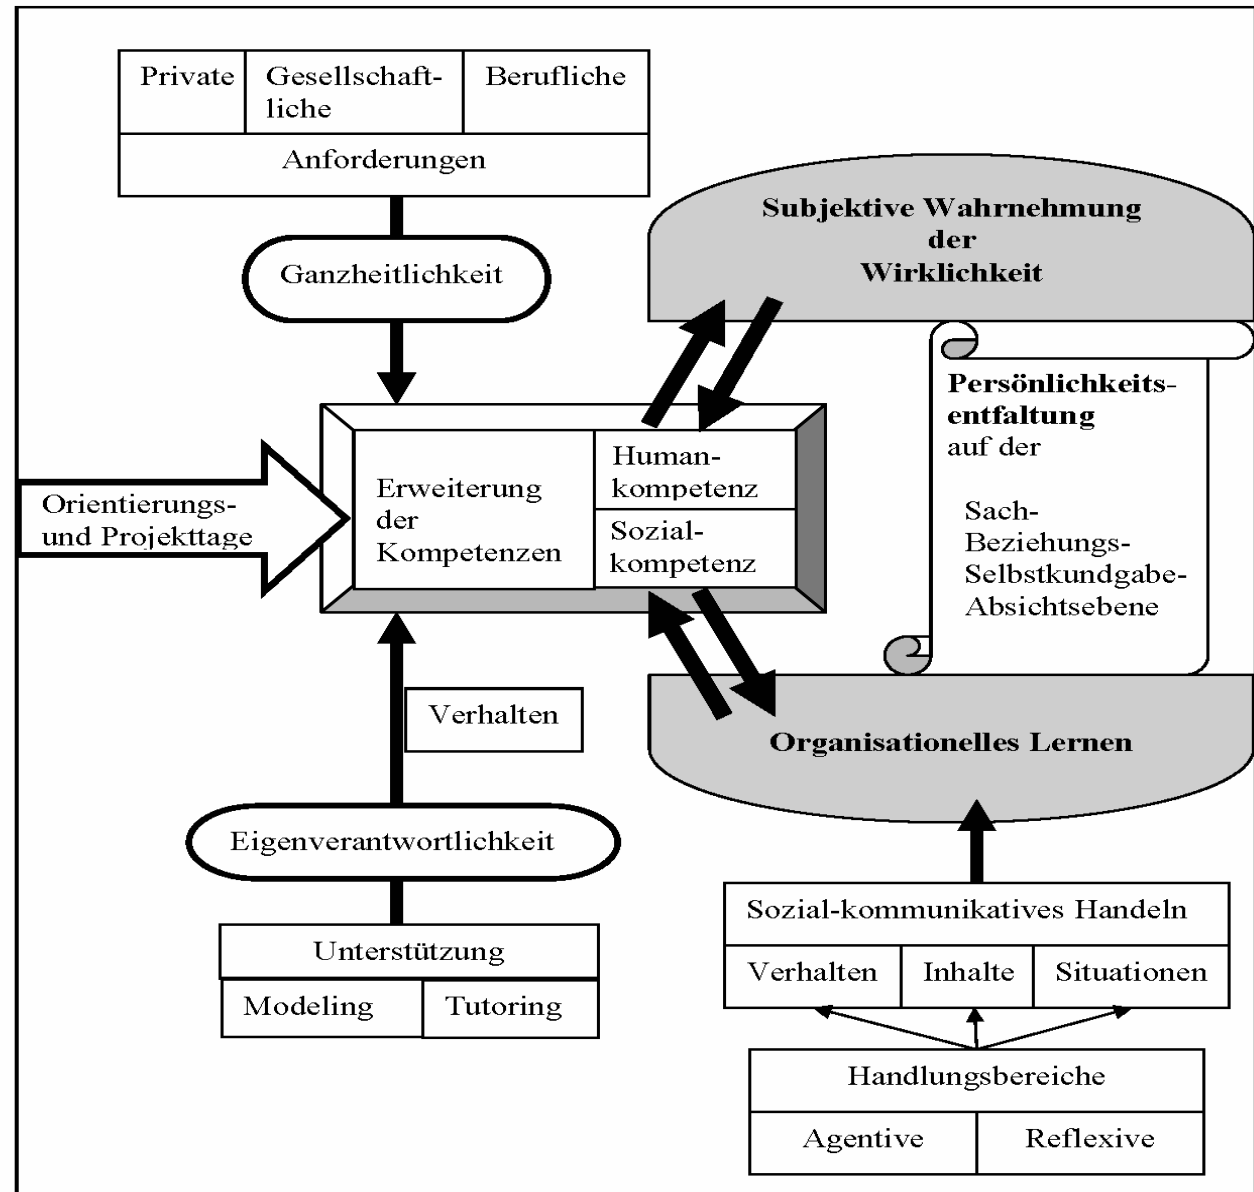 Private
Gesellschaft-
liche
Berufliche
Anforderungen
Ganzheitlichkeit
Subjektive Wahrnehmung
der
Wirklichkeit
Persönlichkeits-
entfaltung
auf der
Sach-
Beziehungs-
Selbstkundgabe-
Absichtsebene
Orientierungs-
und Projekttage
Erweiterung
der
Kompetenzen
Human-
kompetenz
Sozial-
kompetenz
Verhalten
Eigenverantwortlichkeit
Unterstützung
Modeling
Tutoring
Organisationelles Lernen
Sozial-kommunikatives Handeln
Verhalten
Inhalte
Situationen
Handlungsbereiche
Agentive
Reflexive